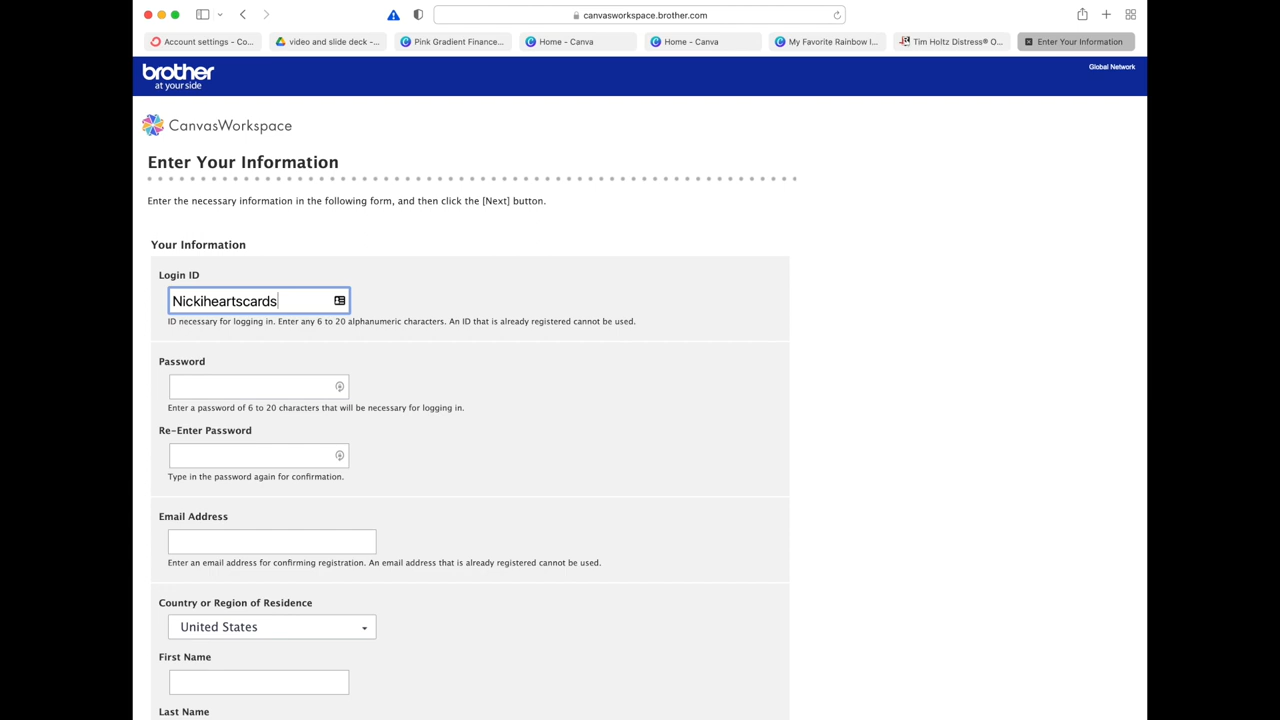 canvasworkspace.brother.com
Account settings - Co...
video and slide deck -...
Pink Gradient Finance...
Home - Canva
Home - Canva
My Favorite Rainbow I...
Tim Holtz Distress® O...
Enter Your Information
brother
at your side
Global Network
CanvasWorkspace
Enter Your Information
Enter the necessary information in the following form, and then click the [Next] button.
Your Information
Login ID
Nickiheartscards
ID necessary for logging in. Enter any 6 to 20 alphanumeric characters. An ID that is already registered cannot be used.
Password
Enter a password of 6 to 20 characters that will be necessary for logging in.
Re-Enter Password
Type in the password again for confirmation.
Email Address
Enter an email address for confirming registration. An email address that is already registered cannot be used.
Country or Region of Residence
United States
First Name
Last Name